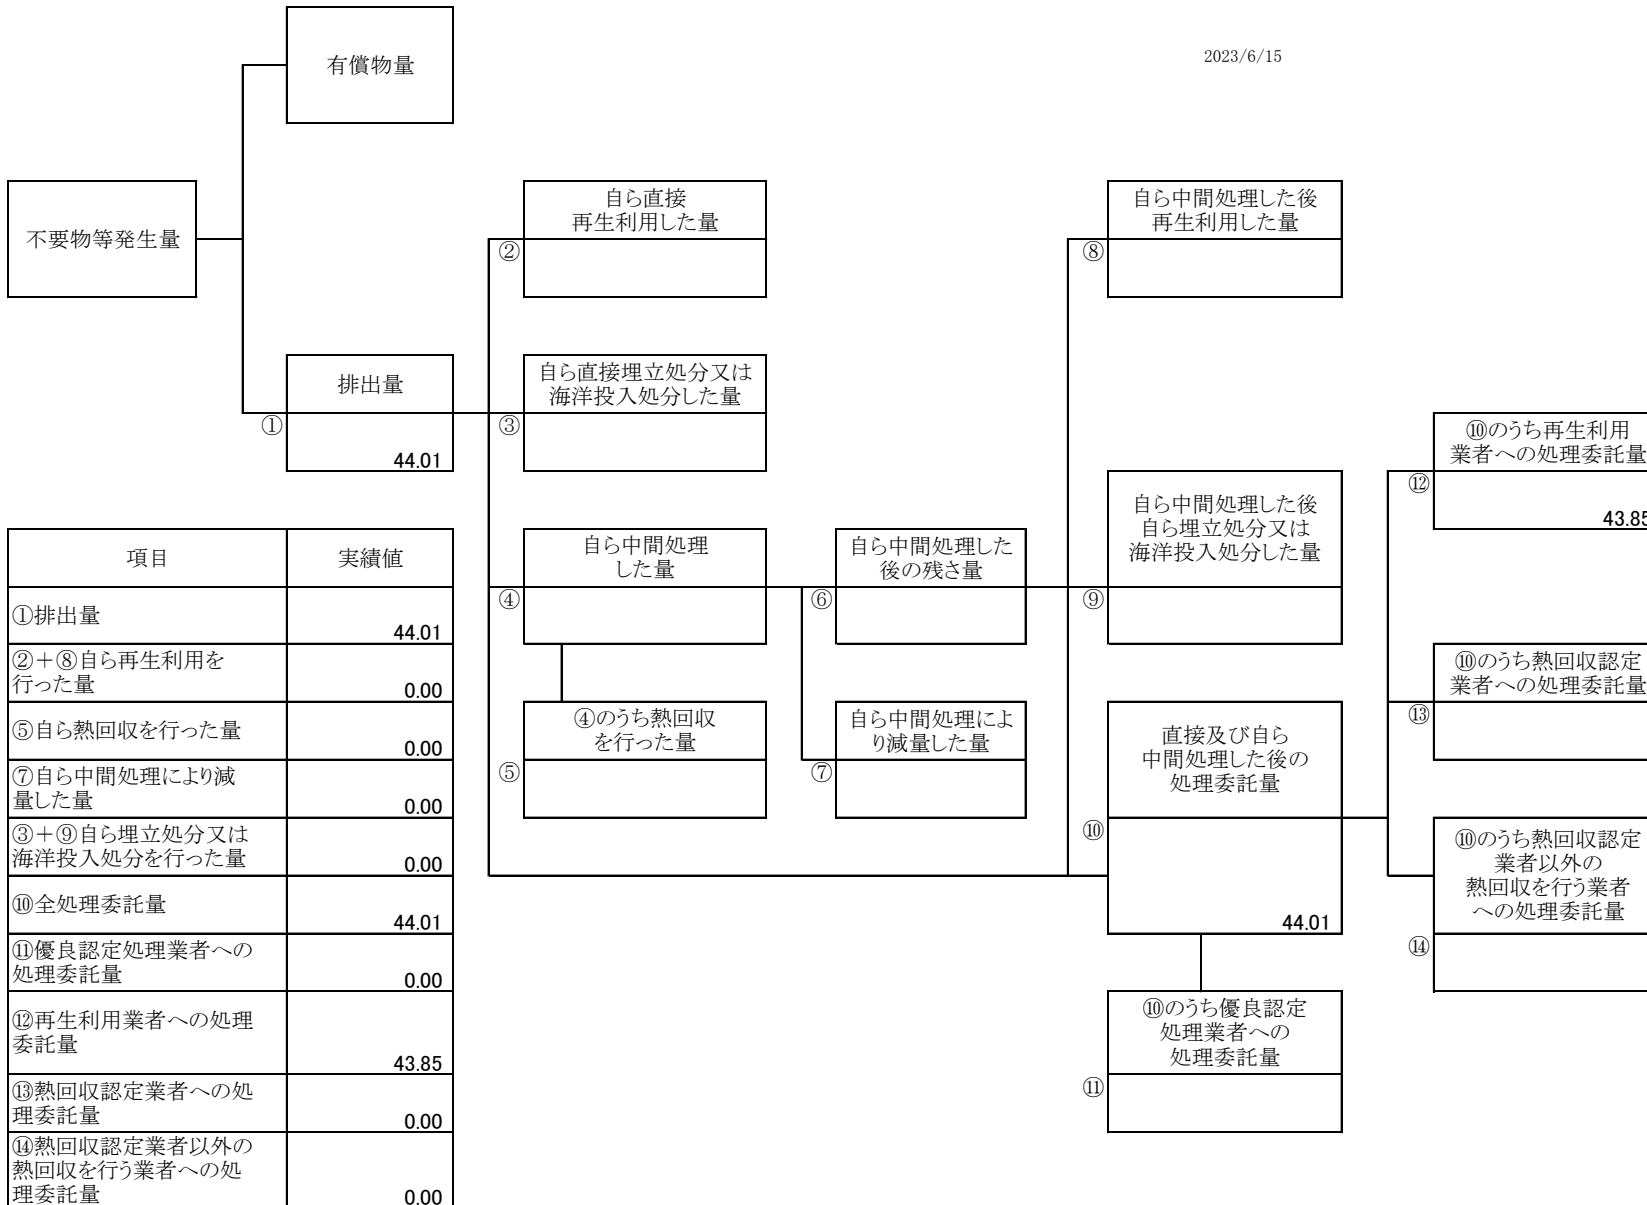 有償物量
2023/6/15
不要物等発生量
自ら直接
再生利用した量
②
自ら中間処理した後
再生利用した量
⑧
排出量
①
44.01
自ら直接埋立処分又は
海洋投入処分した量
③
⑩のうち再生利用
業者への処理委託量
⑫
43.85
自ら中間処理
した量
④
自ら中間処理した
後の残さ量
⑥
自ら中間処理した後
自ら埋立処分又は
海洋投入処分した量
⑨
⑩のうち熱回収認定
業者への処理委託量
⑬
④のうち熱回収
を行った量
⑤
自ら中間処理によ
り減量した量
⑦
直接及び自ら
中間処理した後の
処理委託量
⑩
44.01
⑩のうち熱回収認定
業者以外の
熱回収を行う業者
への処理委託量
⑭
⑩のうち優良認定
処理業者への
処理委託量
⑪
項目 実績値
①排出量
44.01
②＋⑧自ら再生利用を
行った量
0.00
⑤自ら熱回収を行った量
0.00
⑦自ら中間処理により減
量した量
0.00
③＋⑨自ら埋立処分又は
海洋投入処分を行った量
0.00
⑩全処理委託量
44.01
⑪優良認定処理業者への
処理委託量
0.00
⑫再生利用業者への処理
委託量
43.85
⑬熱回収認定業者への処
理委託量
0.00
⑭熱回収認定業者以外の
熱回収を行う業者への処
理委託量
0.00